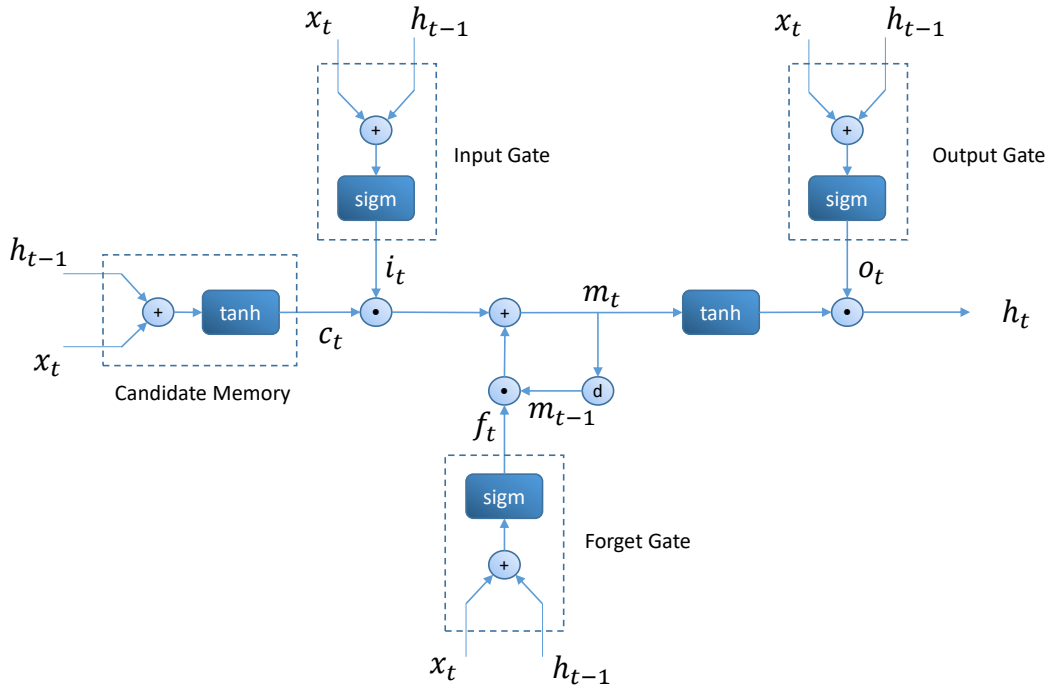 x_t h_{t−1} x_t h_{t−1}
+ +
Input Gate Output Gate
sigm sigm
h_{t−1} i_t o_t
+ tanh c_t • + m_t tanh • h_t
x_t
Candidate Memory • m_{t−1} d
f_t
sigm
Forget Gate
+
x_t h_{t−1}